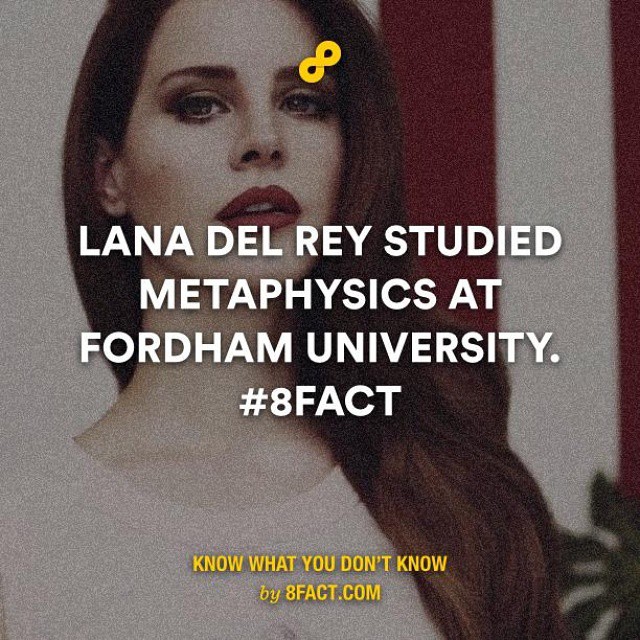 LANA DEL REY STUDIED
METAPHYSICS AT
FORDHAM UNIVERSITY.
#8FACT
KNOW WHAT YOU DON'T KNOW
by 8FACT.COM